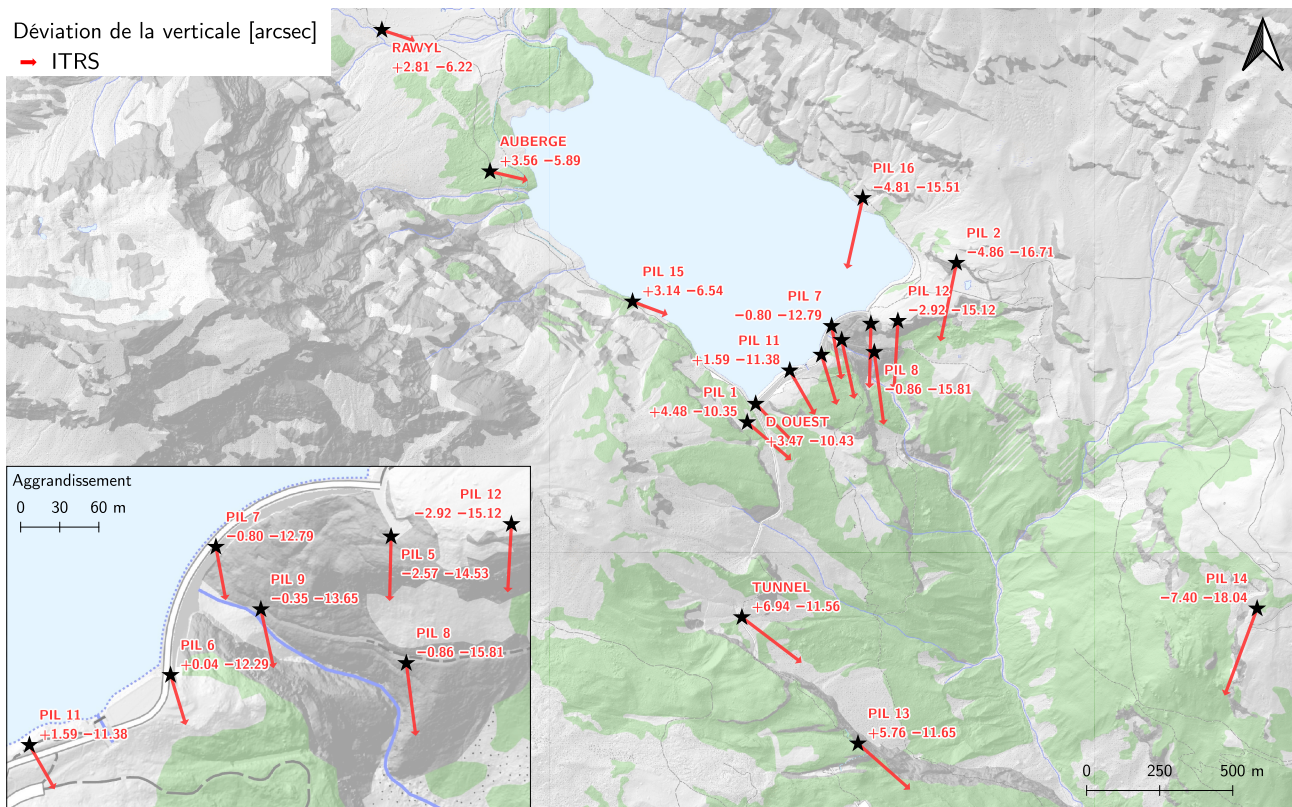 Déviation de la verticale [arcsec]
ITRS
RAWYL
+2.81 −6.22
AUBERGE
+3.56 −5.89
PIL 16
−4.81 −15.51
PIL 2
−4.86 −16.71
PIL 15
+3.14 −6.54
PIL 7
−0.80 −12.79
PIL 12
−2.92 −15.12
PIL 11
+1.59 −11.38
PIL 8
−0.86 −15.81
PIL 1
+4.48 −10.35
D OUEST
+3.47 −10.43
TUNNEL
+6.94 −11.56
PIL 14
−7.40 −18.04
PIL 13
+5.76 −11.65
0 250 500 m
Aggrandissement
0 30 60 m
PIL 12
−2.92 −15.12
PIL 7
−0.80 −12.79
PIL 5
−2.57 −14.53
PIL 9
−0.35 −13.65
PIL 8
−0.86 −15.81
PIL 6
+0.04 −12.29
PIL 11
+1.59 −11.38